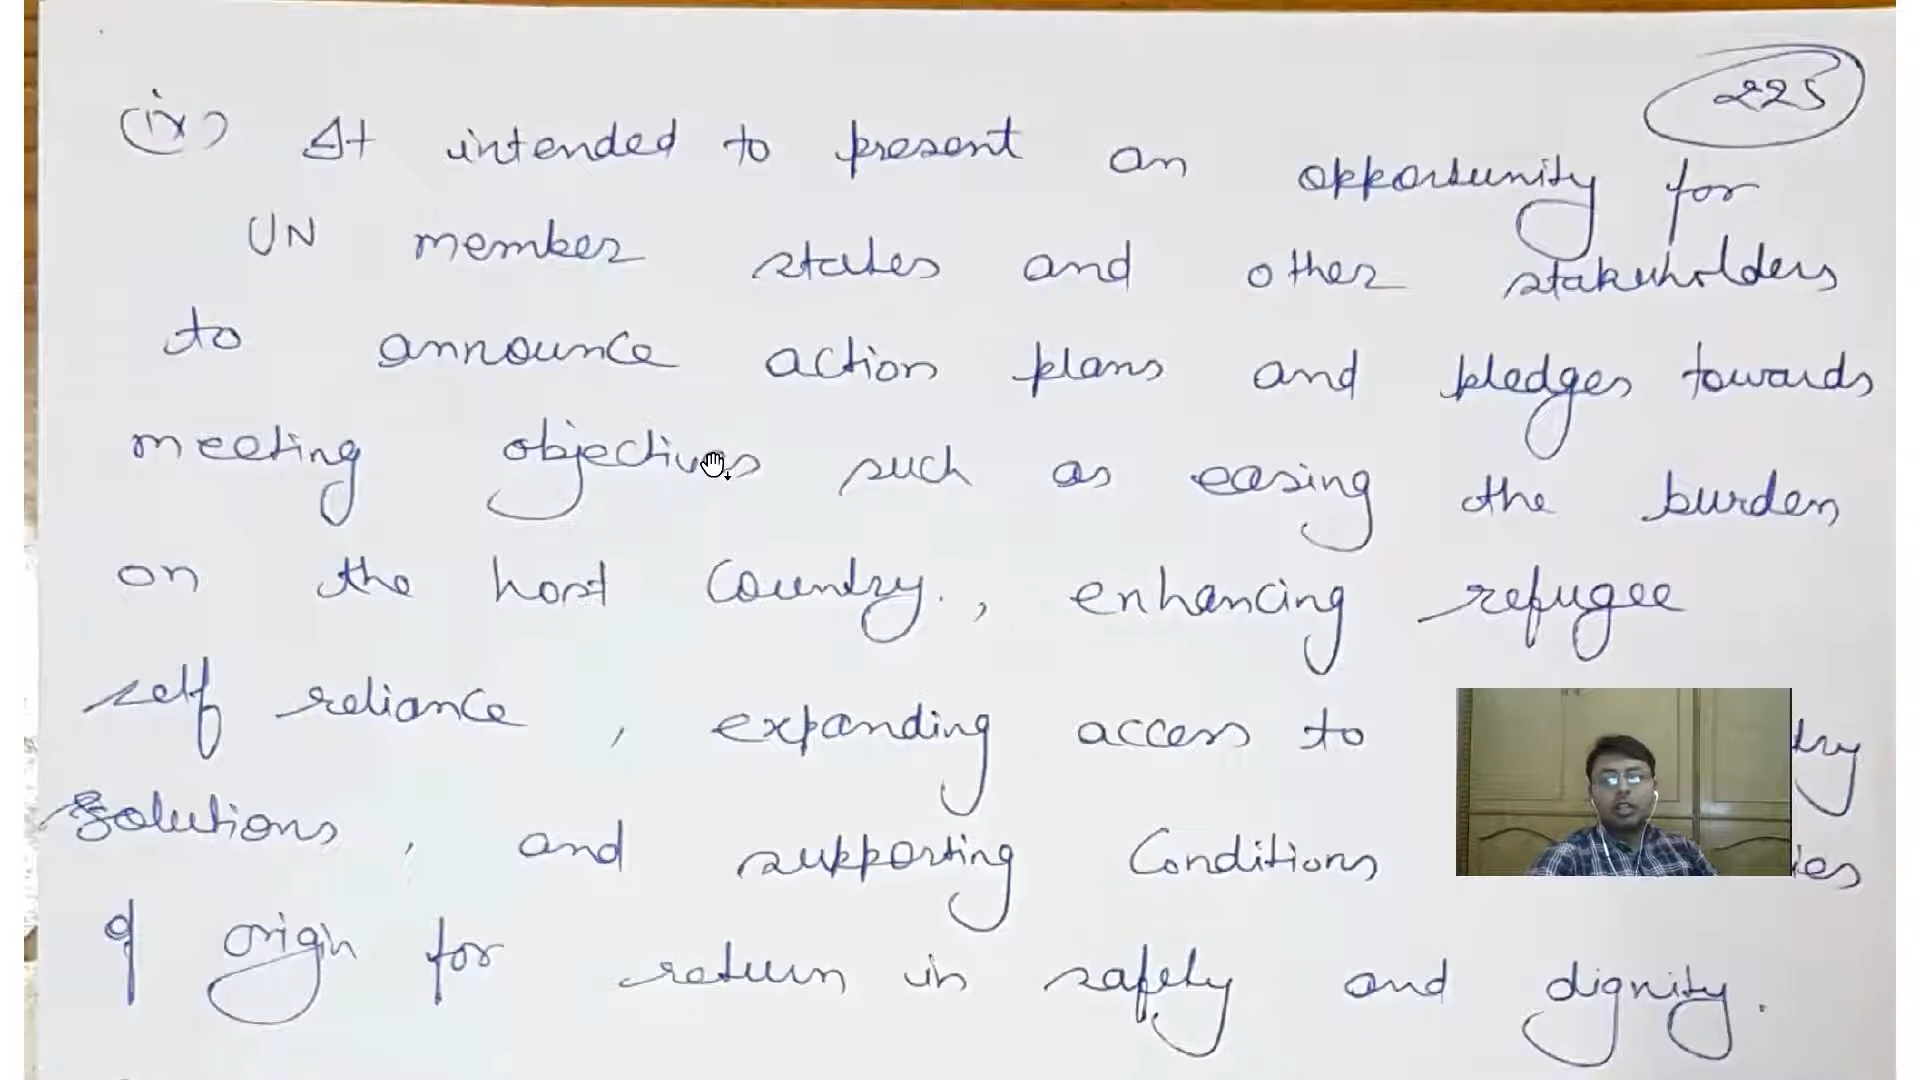 225
(ix) It intended to present an opportunity for
UN member states and other stakeholders
to announce action plans and pledges towards
meeting objectives such as easing the burden
on the host country., enhancing refugee
self reliance, expanding access to
solutions, and supporting Conditions
of origin for return in safety and dignity.